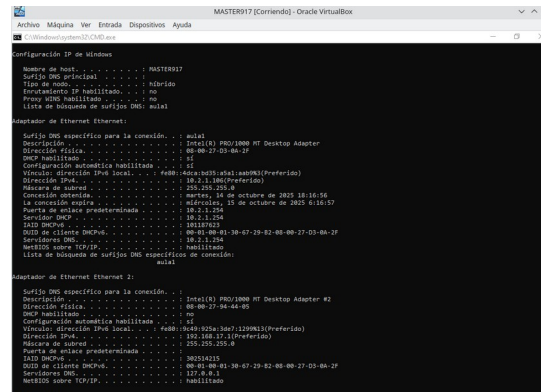 MASTER917 [Corriendo] - Oracle VirtualBox
Archivo Máquina Ver Entrada Dispositivos Ayuda
C:\Windows\system32\CMD.exe
Configuración IP de Windows
Nombre de host. . . . . . . . . : MASTER917
Sufijo DNS principal . . . . . :
Tipo de nodo. . . . . . . . . . : híbrido
Enrutamiento IP habilitado. . . : no
Proxy WINS habilitado . . . . . : no
Lista de búsqueda de sufijos DNS: aula1
Adaptador de Ethernet Ethernet:
Sufijo DNS específico para la conexión. . : aula1
Descripción . . . . . . . . . . . . . . . : Intel(R) PRO/1000 MT Desktop Adapter
Dirección física. . . . . . . . . . . . . : 08-00-27-D3-0A-2F
DHCP habilitado . . . . . . . . . . . . . : sí
Configuración automática habilitada . . . : sí
Vínculo: dirección IPv6 local. . . : fe80::4dca:bd35:a5a1:aab9%3(Preferido)
Dirección IPv4. . . . . . . . . . . . . . : 10.2.1.106(Preferido)
Máscara de subred . . . . . . . . . . . . : 255.255.255.0
Concesión obtenida. . . . . . . . . . . . : martes, 14 de octubre de 2025 18:16:56
La concesión expira . . . . . . . . . . . : miércoles, 15 de octubre de 2025 6:16:57
Puerta de enlace predeterminada . . . . . : 10.2.1.254
Servidor DHCP . . . . . . . . . . . . . . : 10.2.1.254
IAID DHCPv6 . . . . . . . . . . . . . . . : 101187623
DUID de cliente DHCPv6. . . . . . . . . . : 00-01-00-01-30-67-29-B2-08-00-27-D3-0A-2F
Servidores DNS. . . . . . . . . . . . . . : 10.2.1.254
NetBIOS sobre TCP/IP. . . . . . . . . . . : habilitado
Lista de búsqueda de sufijos DNS específicos de conexión:
aula1
Adaptador de Ethernet Ethernet 2:
Sufijo DNS específico para la conexión. . :
Descripción . . . . . . . . . . . . . . . : Intel(R) PRO/1000 MT Desktop Adapter #2
Dirección física. . . . . . . . . . . . . : 08-00-27-94-44-05
DHCP habilitado . . . . . . . . . . . . . : no
Configuración automática habilitada . . . : sí
Vínculo: dirección IPv6 local. . . : fe80::9c49:925a:3de7:1299%13(Preferido)
Dirección IPv4. . . . . . . . . . . . . . : 192.168.17.1(Preferido)
Máscara de subred . . . . . . . . . . . . : 255.255.255.0
Puerta de enlace predeterminada . . . . . :
IAID DHCPv6 . . . . . . . . . . . . . . . : 302514215
DUID de cliente DHCPv6. . . . . . . . . . : 00-01-00-01-30-67-29-B2-08-00-27-D3-0A-2F
Servidores DNS. . . . . . . . . . . . . . : 127.0.0.1
NetBIOS sobre TCP/IP. . . . . . . . . . . : habilitado